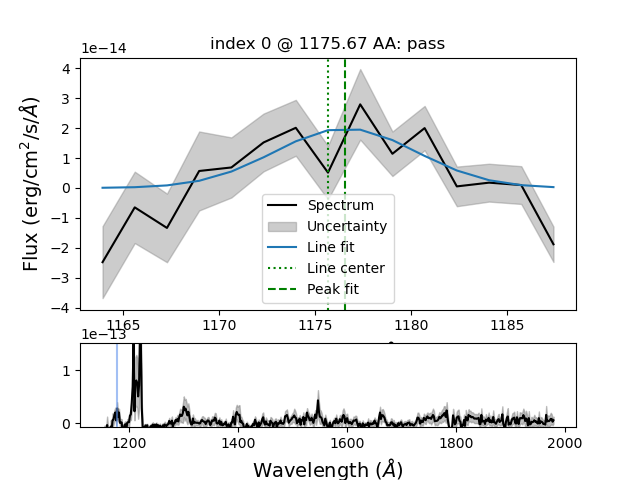 index 0 @ 1175.67 AA: pass
1e−14
4
3
2
1
0
−1
−2
−3
−4
Flux (erg/cm²/s/Å)
Spectrum
Uncertainty
Line fit
Line center
Peak fit
1165 1170 1175 1180 1185
1e−13
1
0
1200 1400 1600 1800 2000
Wavelength (Å)